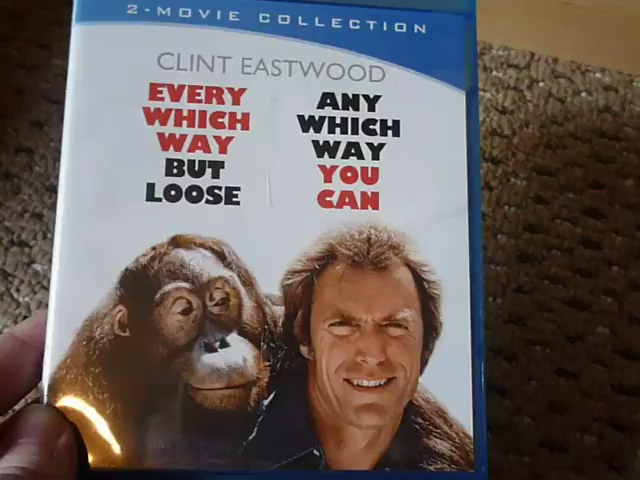 2-MOVIE COLLECTION
CLINT EASTWOOD
EVERY
WHICH
WAY
BUT
LOOSE
ANY
WHICH
WAY
YOU
CAN